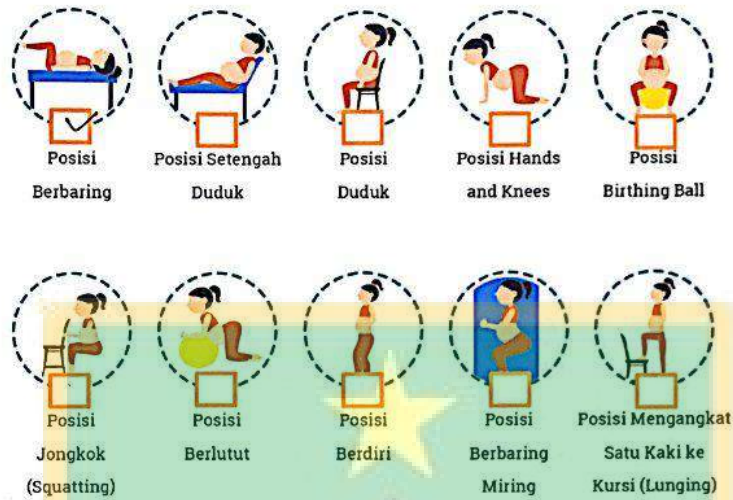 Posisi
Berbaring
Posisi Setengah
Duduk
Posisi
Duduk
Posisi Hands
and Knees
Posisi
Birthing Ball
Posisi
Jongkok
(Squatting)
Posisi
Berlutut
Posisi
Berdiri
Posisi
Berbaring
Miring
Posisi Mengangkat
Satu Kaki ke
Kursi (Lunging)